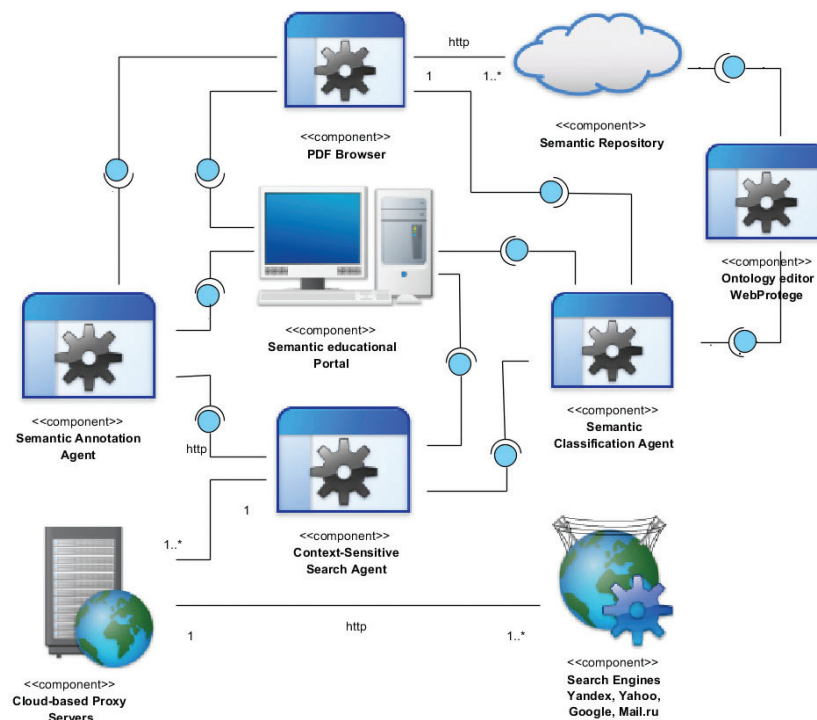 http
1
1..*
<<component>>
PDF Browser
<<component>>
Semantic Repository
<<component>>
Ontology editor
WebProtege
<<component>>
Semantic educational
Portal
<<component>>
Semantic Annotation
Agent
<<component>>
Semantic
Classification Agent
http
1
1..*
<<component>>
Context-Sensitive
Search Agent
1
http
1..*
<<component>>
Cloud-based Proxy
Servers
<<component>>
Search Engines
Yandex, Yahoo,
Google, Mail.ru